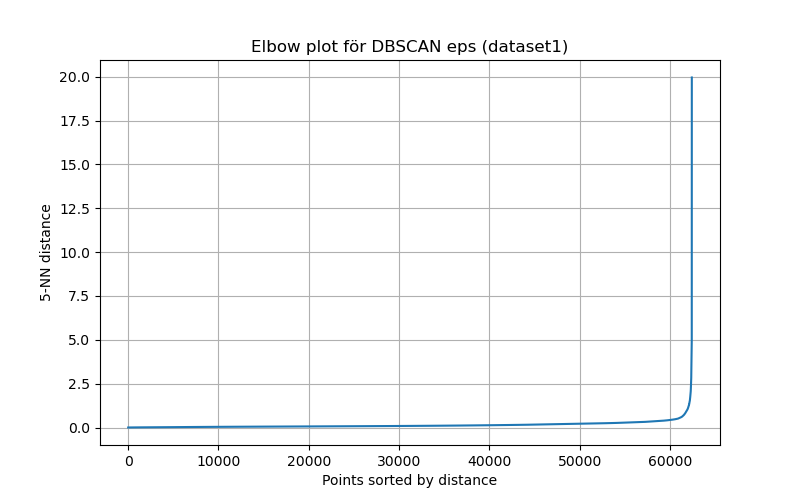 Elbow plot för DBSCAN eps (dataset1)
20.0
17.5
15.0
12.5
10.0
7.5
5.0
2.5
0.0
5-NN distance
0 10000 20000 30000 40000 50000 60000
Points sorted by distance